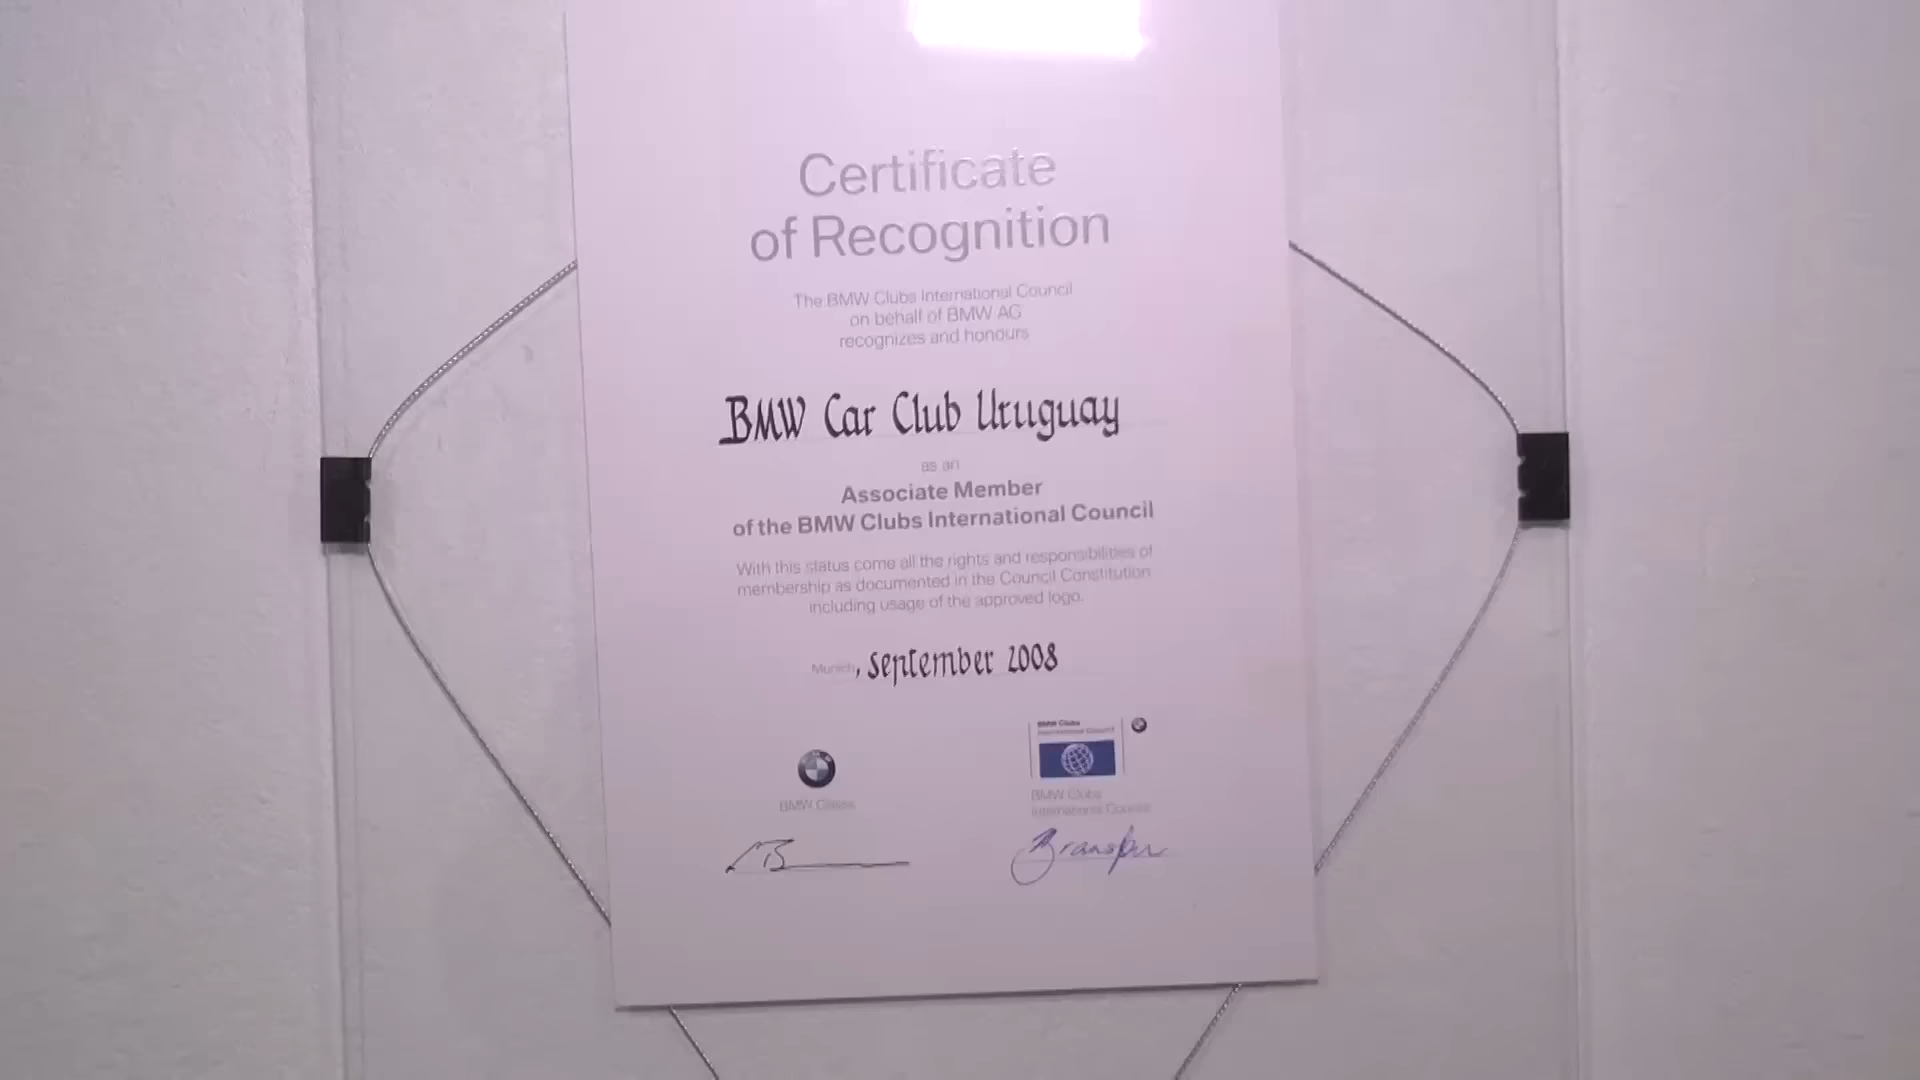 Certificate
of Recognition
The BMW Clubs International Council
on behalf of BMW AG
recognizes and honours
BMW Car Club Uruguay
as an
Associate Member
of the BMW Clubs International Council
With this status come all the rights and responsibilities of
membership as documented in the Council Constitution
including usage of the approved logo.
Munich, September 2008
BMW Clubs
International Council
BMW
BMW Clubs
International Council